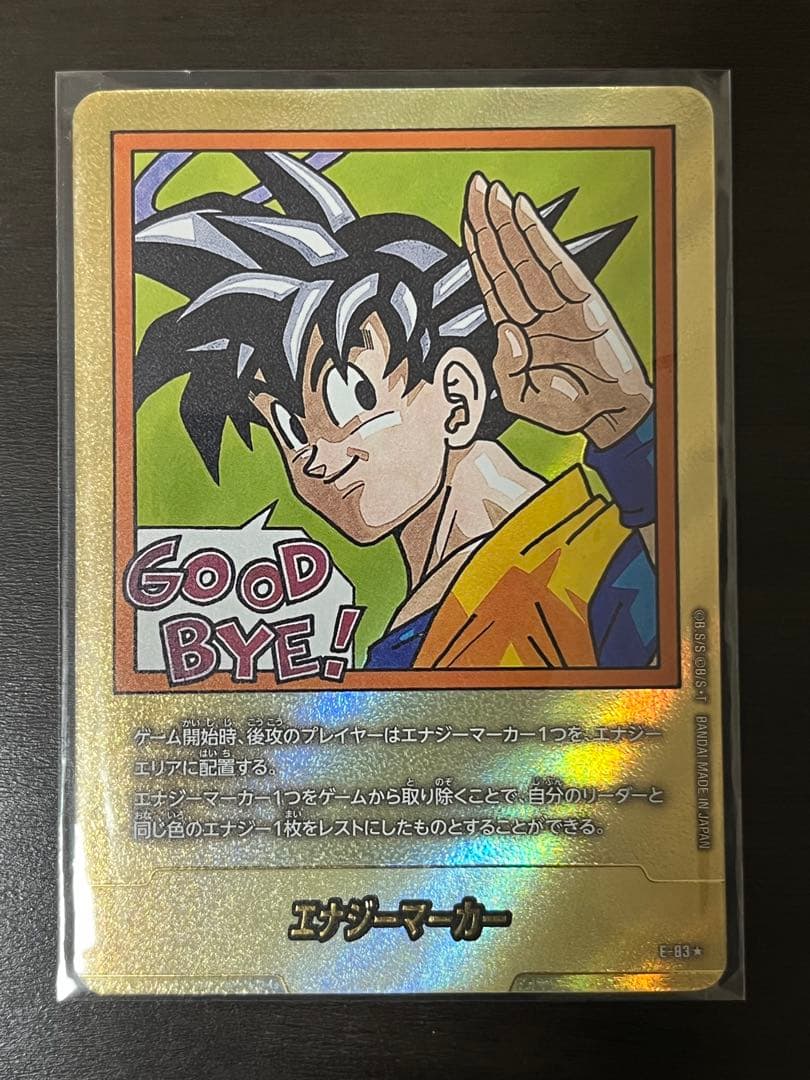 GOOD
BYE!
ゲーム開始時、後攻のプレイヤーはエナジーマーカー1つを、エナジー
エリアに配置する。
エナジーマーカー1つをゲームから取り除くことで、自分のリーダーと
同じ色のエナジー1枚をレストにしたものとすることができる。
©B.S/S ©B/S・T BANDAI MADE IN JAPAN
エナジーマーカー
E-83★